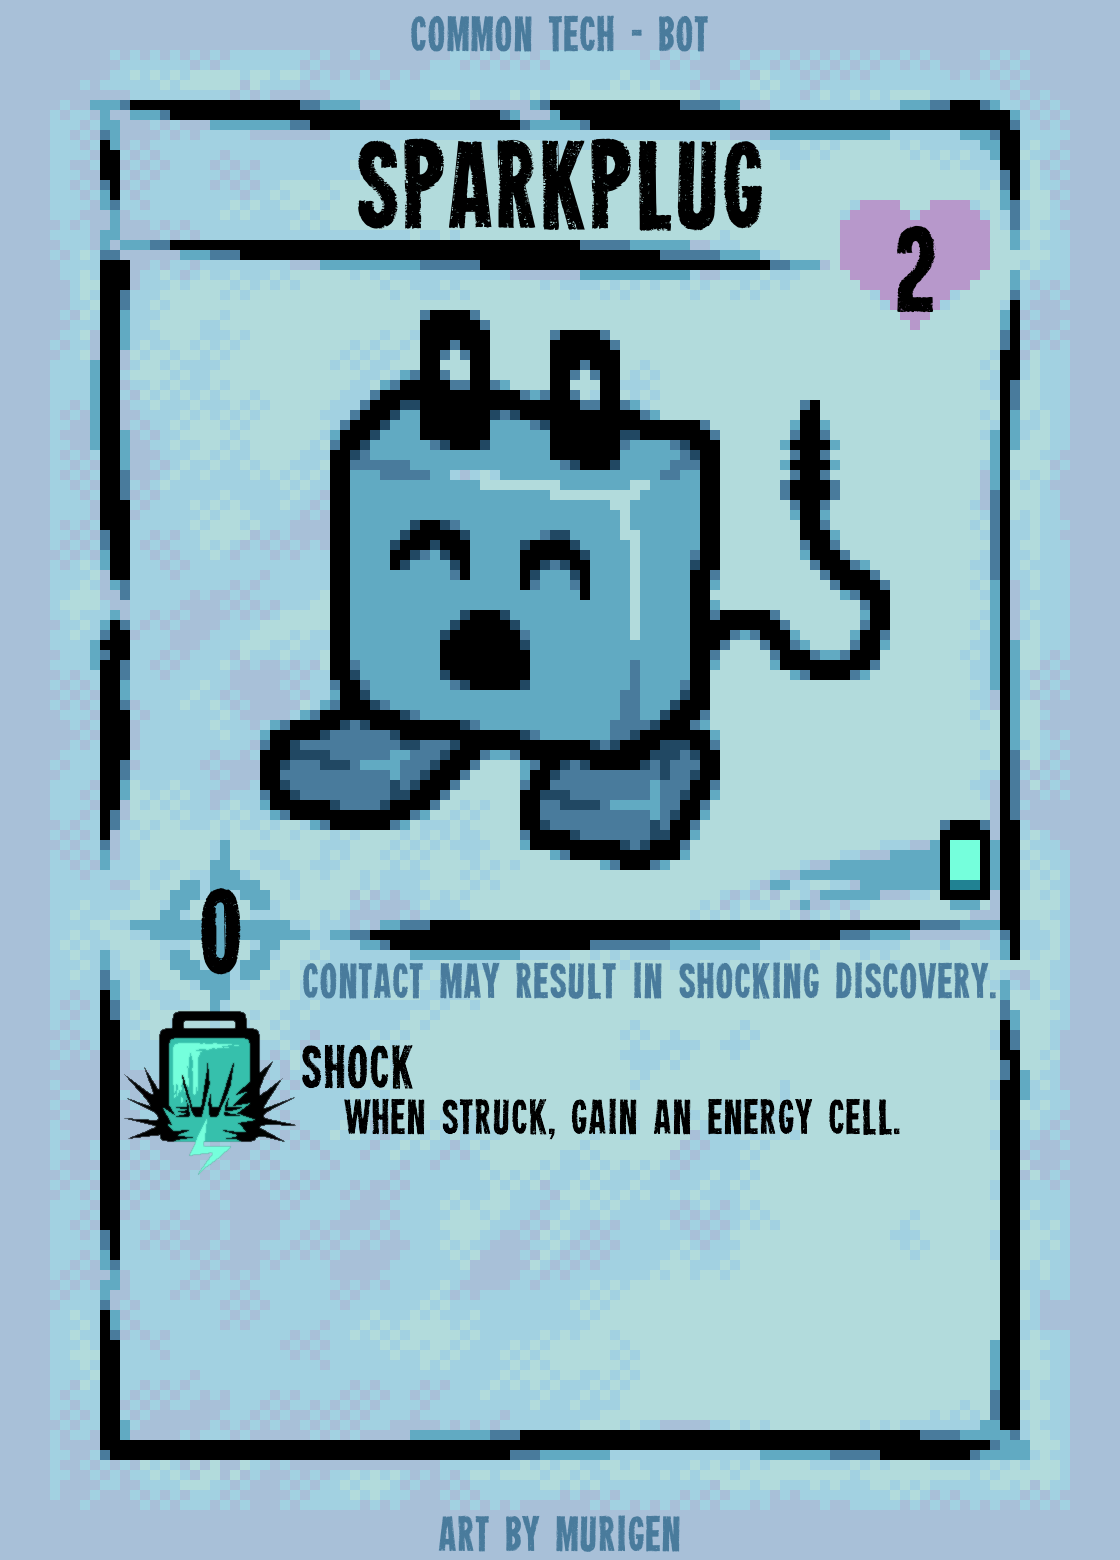 COMMON TECH - BOT
SPARKPLUG
2
0
CONTACT MAY RESULT IN SHOCKING DISCOVERY.
SHOCK
WHEN STRUCK, GAIN AN ENERGY CELL.
ART BY MURIGEN